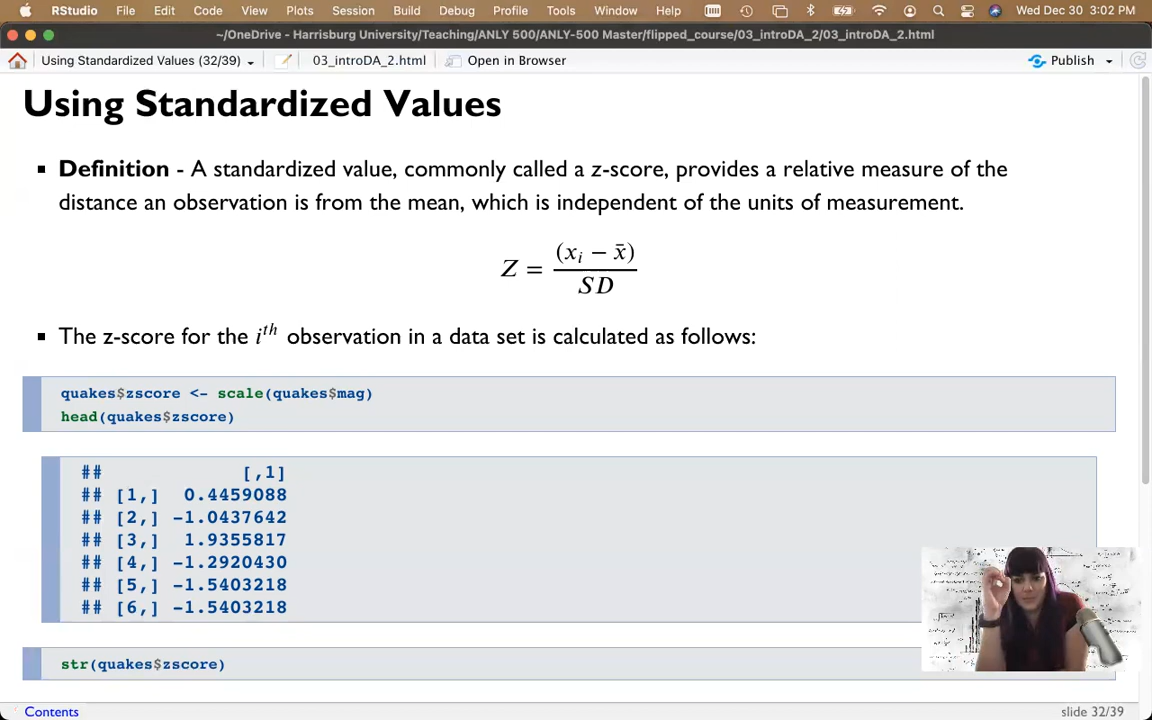 RStudio File Edit Code View Plots Session Build Debug Profile Tools Window Help Wed Dec 30 3:02 PM
~/OneDrive - Harrisburg University/Teaching/ANLY 500/ANLY-500 Master/flipped_course/03_introDA_2/03_introDA_2.html
Using Standardized Values (32/39) 03_introDA_2.html Open in Browser Publish
Using Standardized Values
▪ Definition - A standardized value, commonly called a z-score, provides a relative measure of the
distance an observation is from the mean, which is independent of the units of measurement.
Z = (xᵢ − x̄) / SD
▪ The z-score for the iᵗʰ observation in a data set is calculated as follows:
quakes$zscore <- scale(quakes$mag)
head(quakes$zscore)
## [,1]
## [1,] 0.4459088
## [2,] -1.0437642
## [3,] 1.9355817
## [4,] -1.2920430
## [5,] -1.5403218
## [6,] -1.5403218
str(quakes$zscore)
Contents slide 32/39